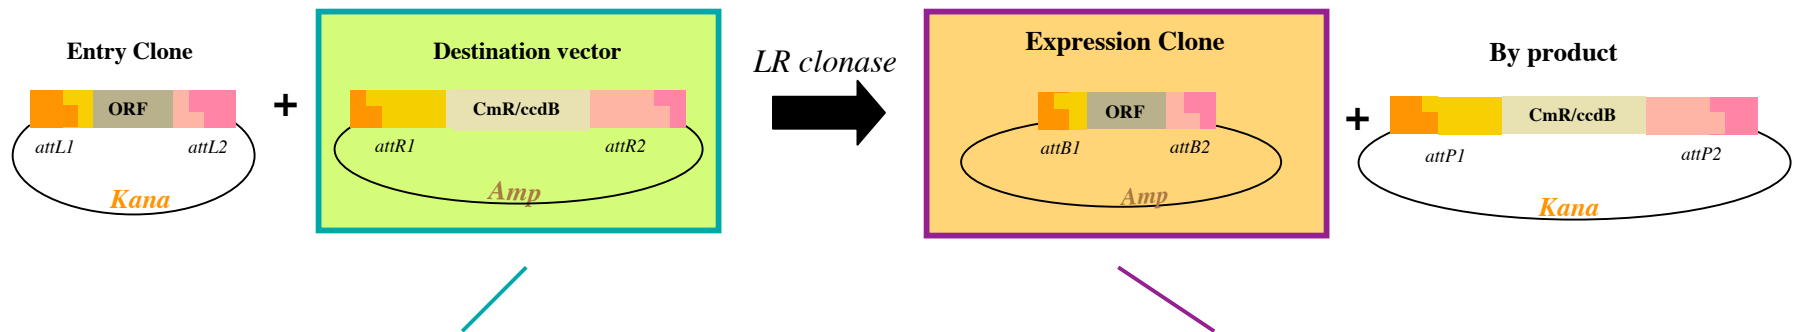 Entry Clone
ORF
attL1
attL2
Kana
+
Destination vector
CmR/ccdB
attR1
attR2
Amp
LR clonase
Expression Clone
ORF
attB1
attB2
Amp
+
By product
CmR/ccdB
attP1
attP2
Kana